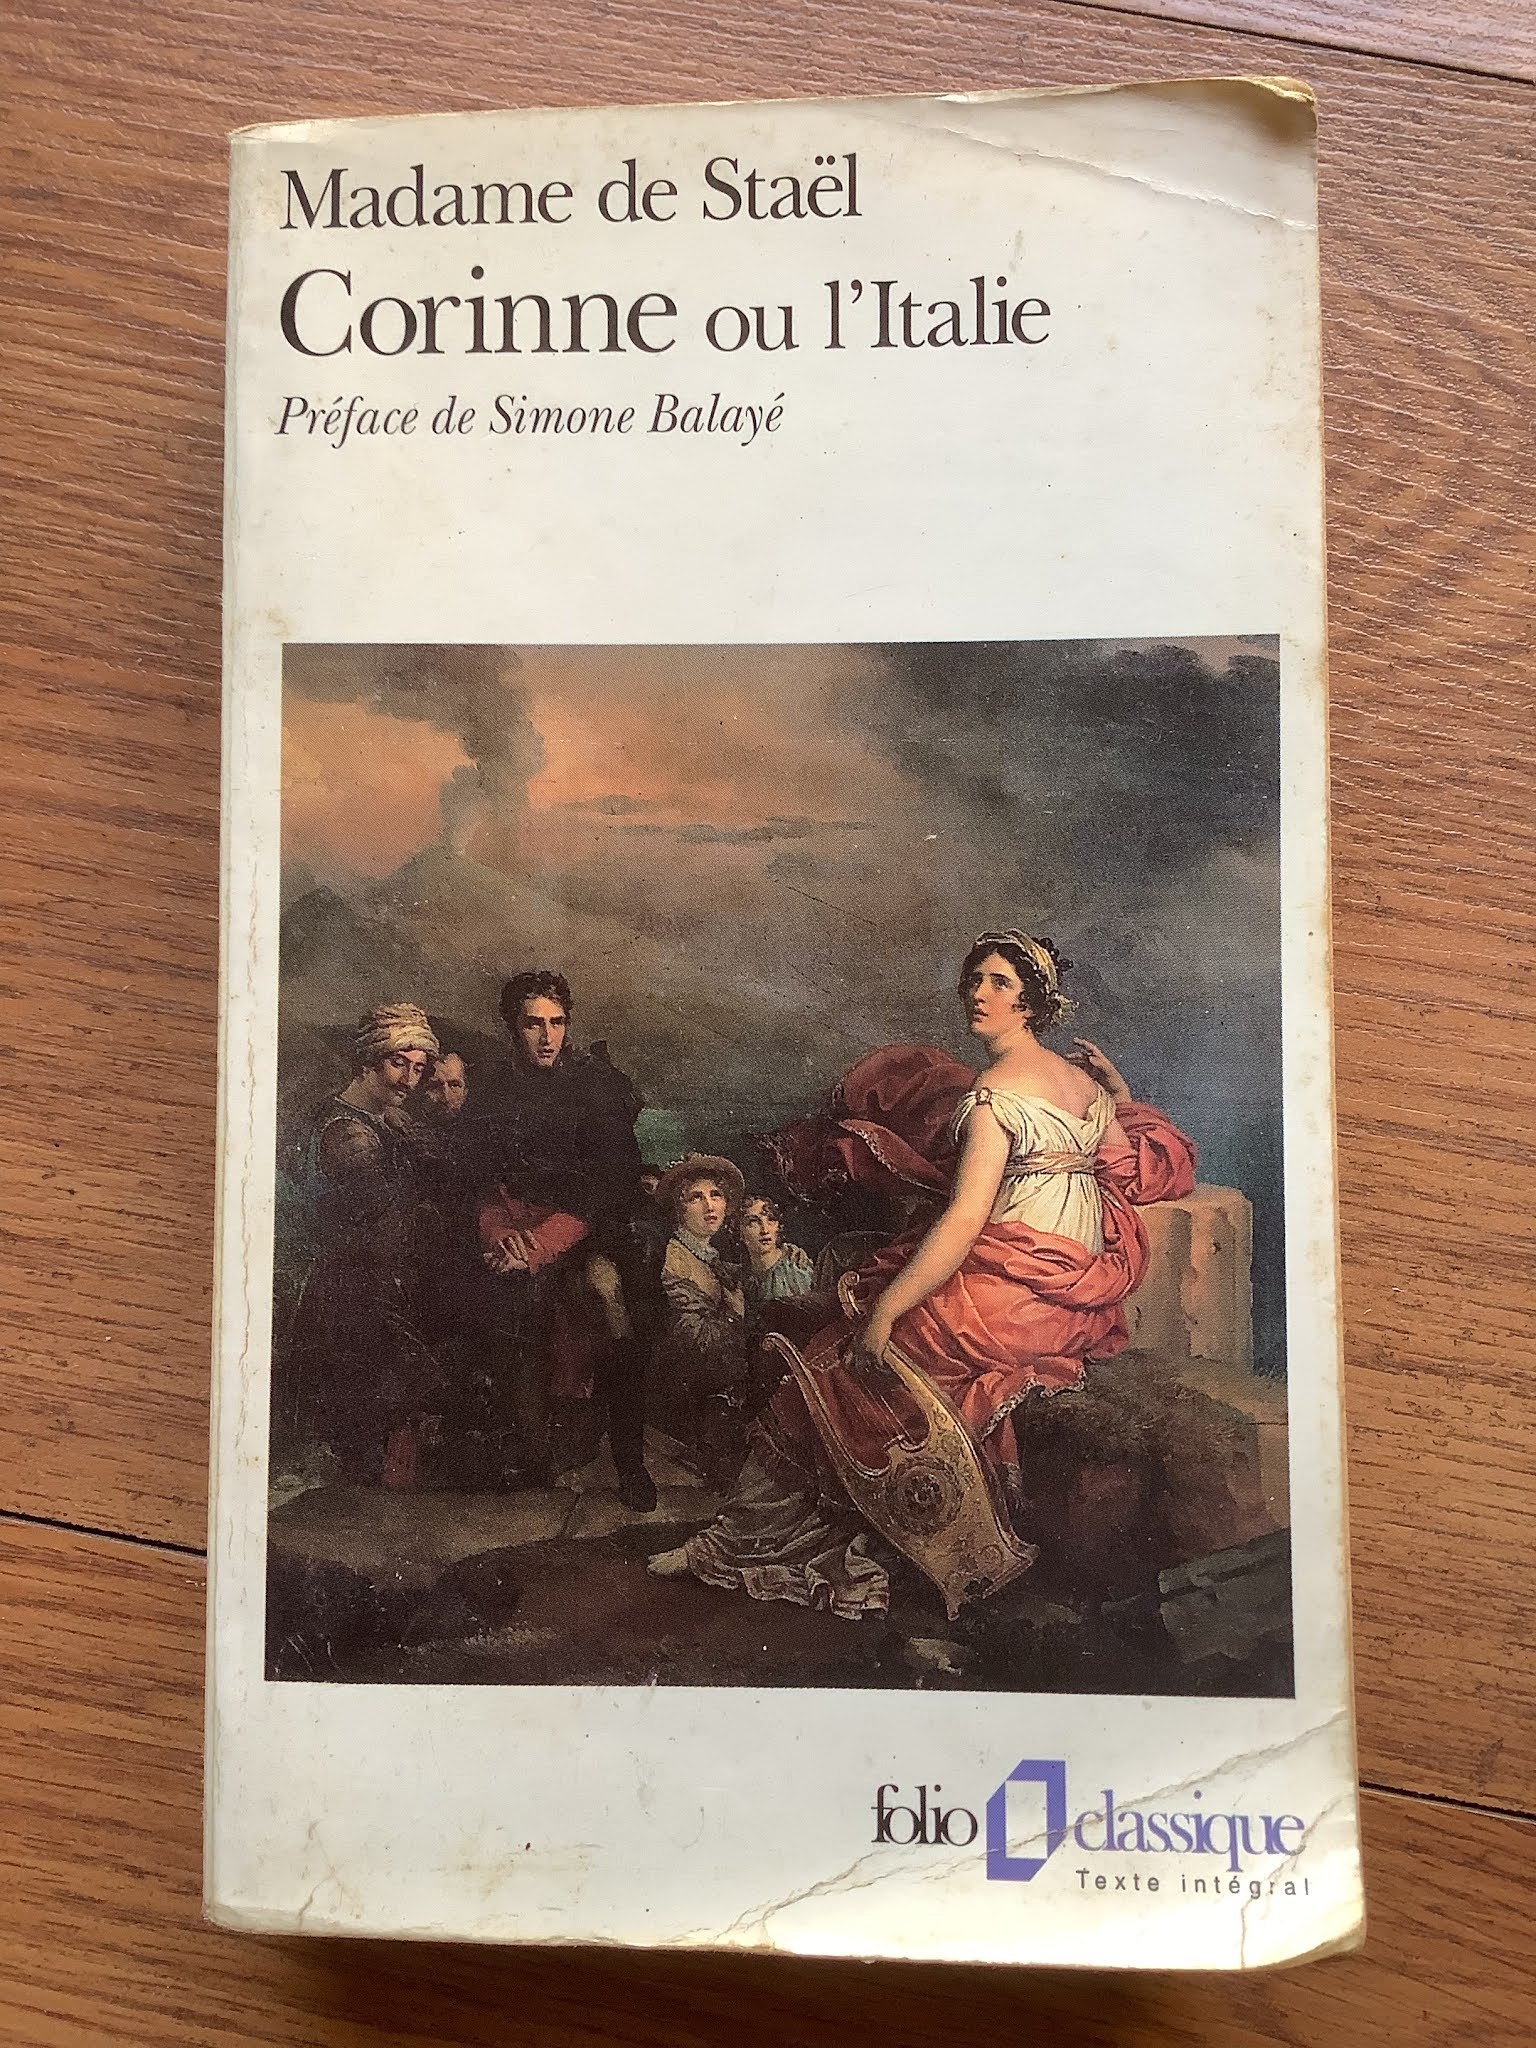 Madame de Staël
Corinne ou l'Italie
Préface de Simone Balayé
folio classique
Texte intégral